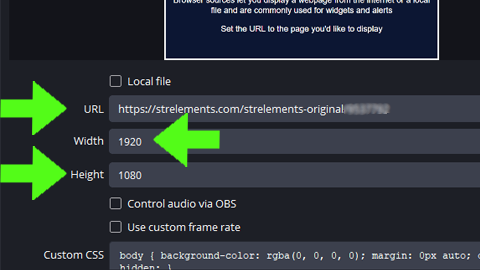 Browser sources let you display a webpage from the internet or a local
file and are commonly used for widgets and alerts
Set the URL to the page you'd like to display
Local file
URL
https://strelements.com/strelements-original/
Width
1920
Height
1080
Control audio via OBS
Use custom frame rate
Custom CSS
body { background-color: rgba(0, 0, 0, 0); margin: 0px auto;
hidden; }